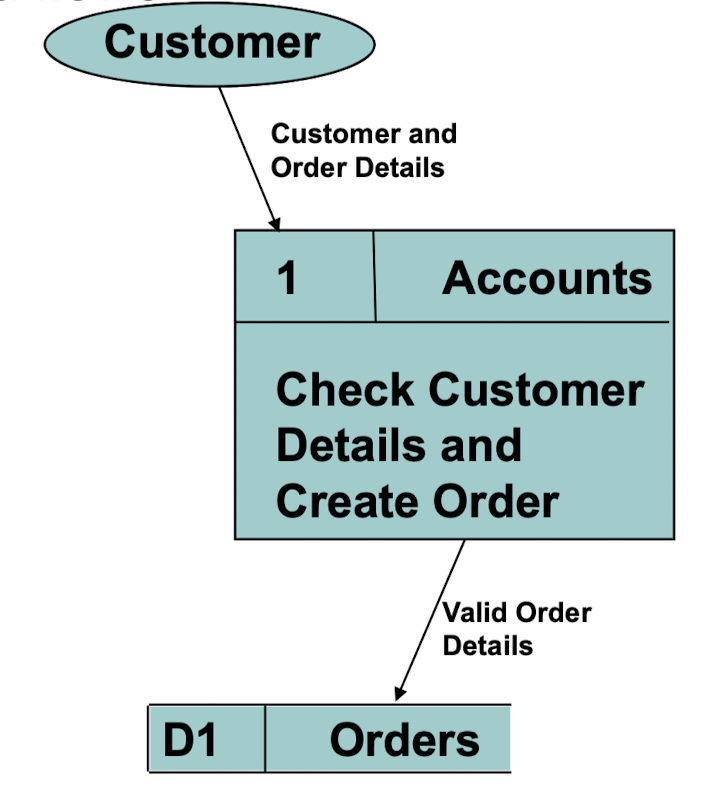 Customer
Customer and
Order Details
1 Accounts
Check Customer
Details and
Create Order
Valid Order
Details
D1 Orders